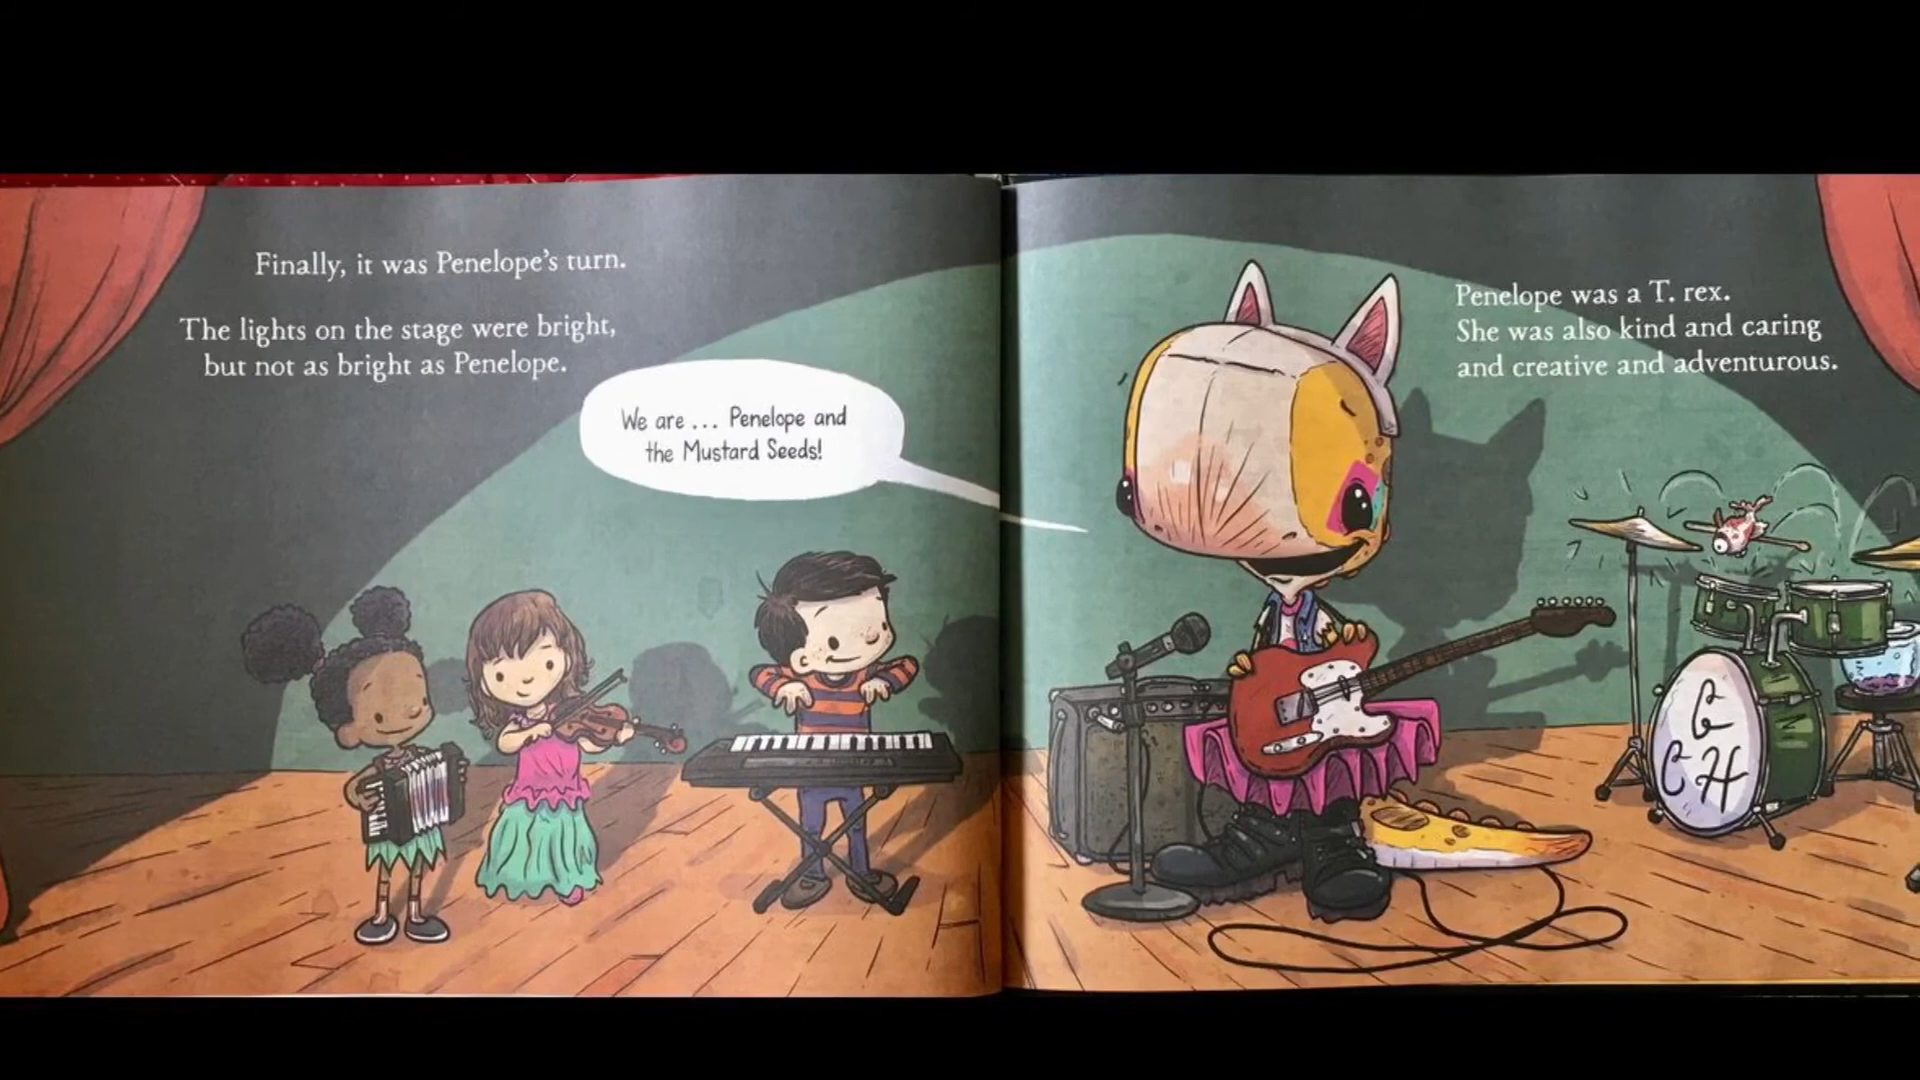 Finally, it was Penelope's turn.
The lights on the stage were bright,
but not as bright as Penelope.
We are ... Penelope and
the Mustard Seeds!
Penelope was a T. rex.
She was also kind and caring
and creative and adventurous.
G
C H